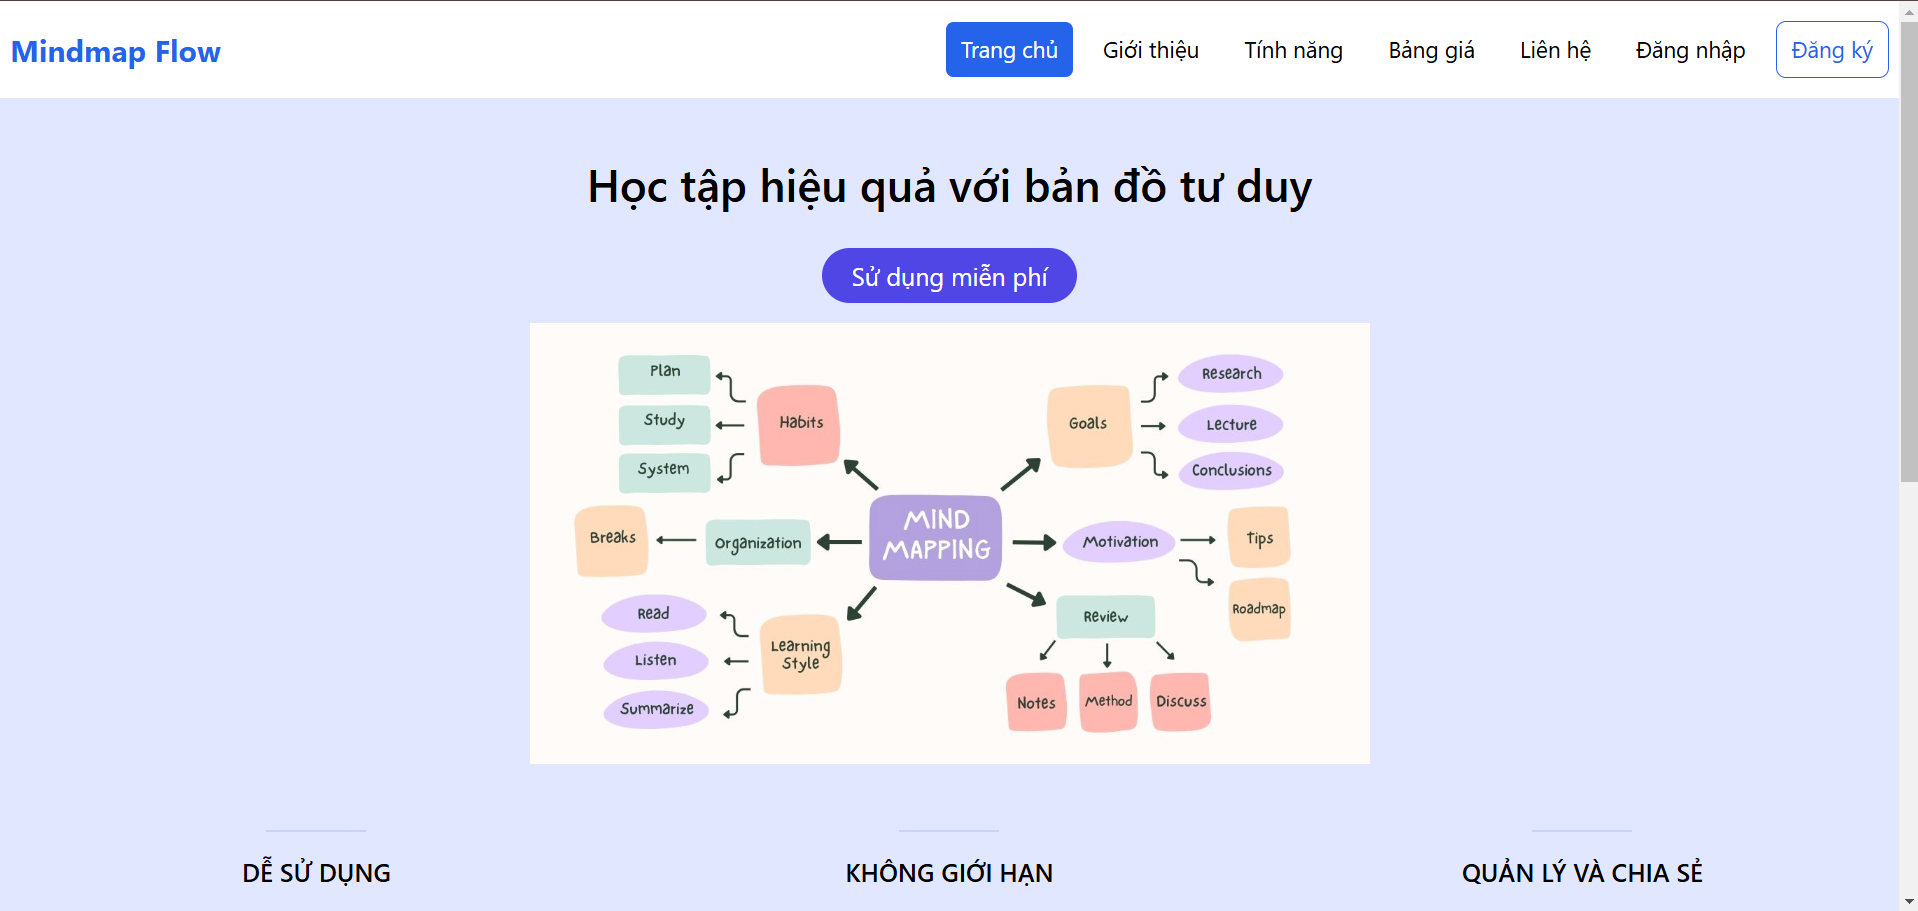 Mindmap Flow
Trang chủ
Giới thiệu
Tính năng
Bảng giá
Liên hệ
Đăng nhập
Đăng ký
Học tập hiệu quả với bản đồ tư duy
Sử dụng miễn phí
Plan
Study
System
Habits
Goals
Research
Lecture
Conclusions
Breaks
Organization
MIND
MAPPING
Motivation
Tips
Roadmap
Read
Listen
Summarize
Learning
Style
Review
Notes
Method
Discuss
DỄ SỬ DỤNG
KHÔNG GIỚI HẠN
QUẢN LÝ VÀ CHIA SẺ